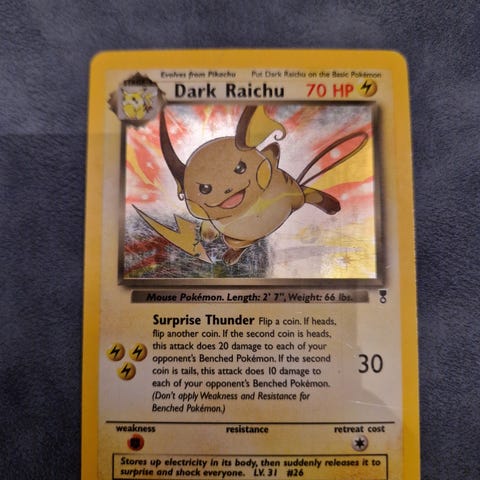 Evolves from Pikachu Put Dark Raichu on the Basic Pokémon
Dark Raichu 70 HP
Mouse Pokémon. Length: 2' 7", Weight: 66 lbs.
Surprise Thunder Flip a coin. If heads,
flip another coin. If the second coin is heads,
this attack does 20 damage to each of your
opponent's Benched Pokémon. If the second
coin is tails, this attack does 10 damage to
each of your opponent's Benched Pokémon.
(Don't apply Weakness and Resistance for
Benched Pokémon.)
30
weakness resistance retreat cost
Stores up electricity in its body, then suddenly releases it to
surprise and shock everyone. LV. 31 #26